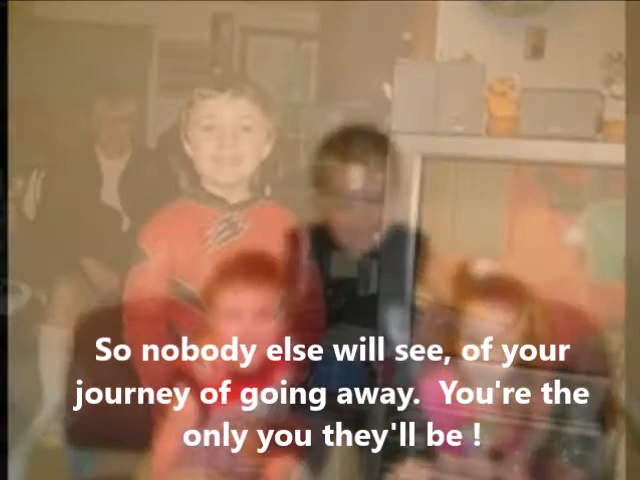 So nobody else will see, of your
journey of going away.  You're the
only you they'll be !